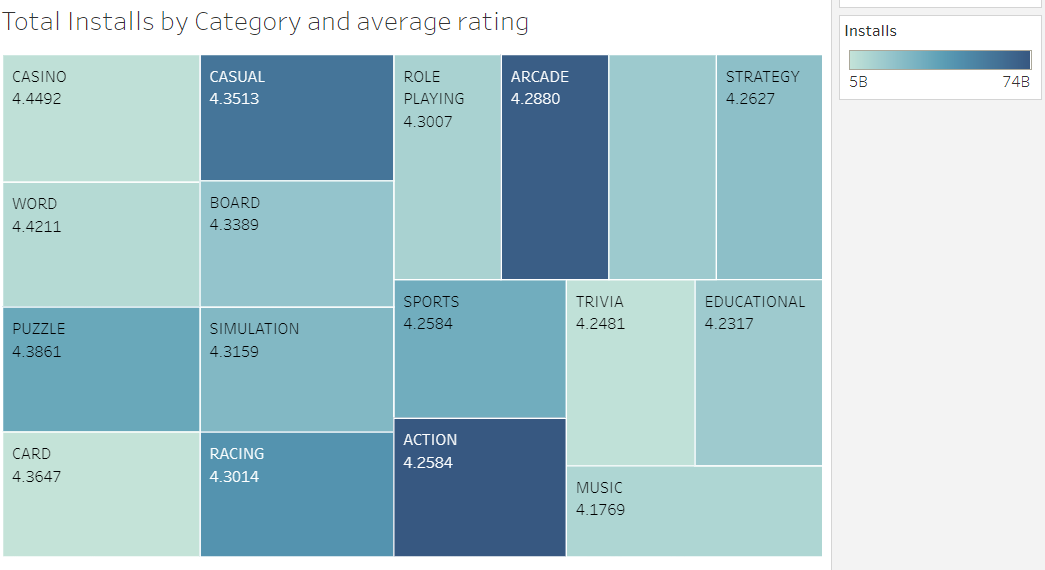 Total Installs by Category and average rating
CASINO
4.4492
WORD
4.4211
PUZZLE
4.3861
CARD
4.3647
CASUAL
4.3513
BOARD
4.3389
SIMULATION
4.3159
RACING
4.3014
ROLE
PLAYING
4.3007
ARCADE
4.2880
STRATEGY
4.2627
SPORTS
4.2584
ACTION
4.2584
TRIVIA
4.2481
EDUCATIONAL
4.2317
MUSIC
4.1769
Installs
5B 74B